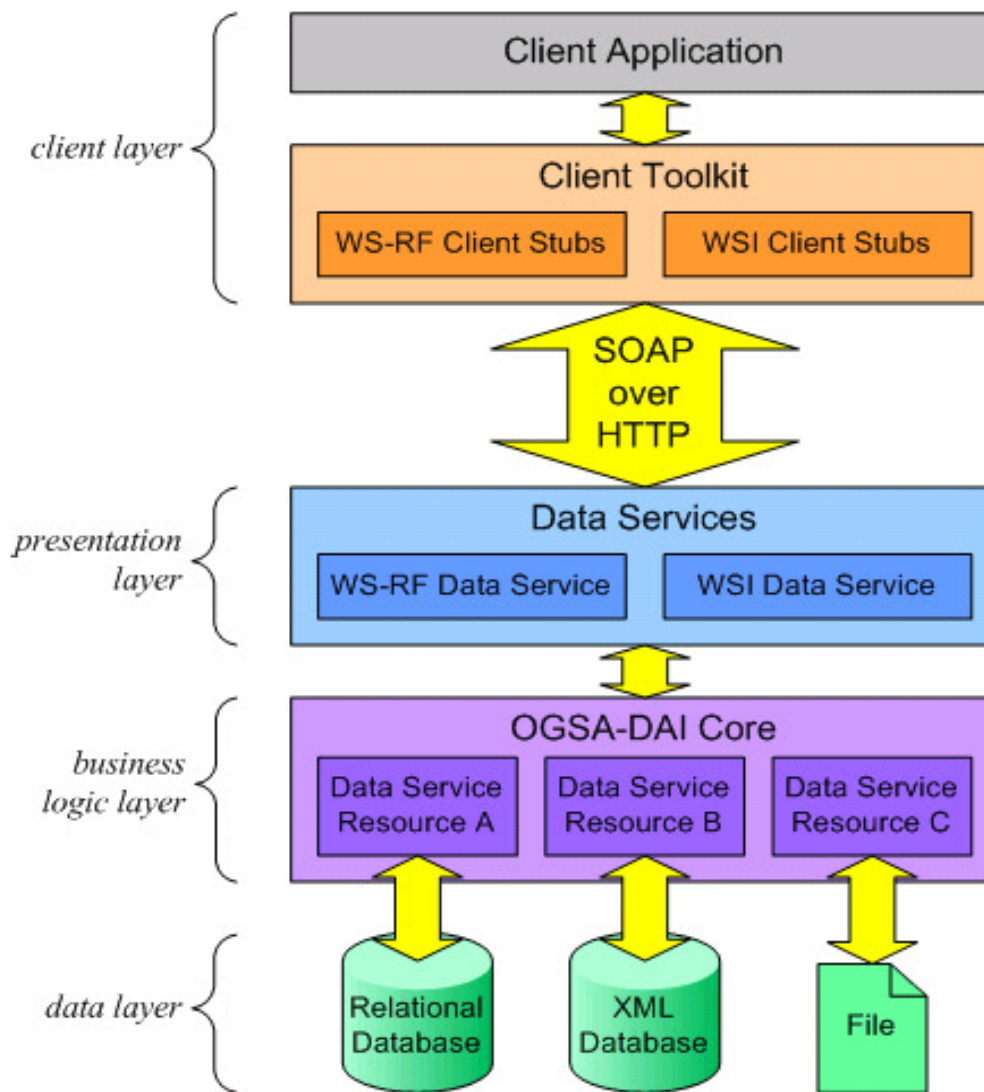 Client Application
client layer
Client Toolkit
WS-RF Client Stubs
WSI Client Stubs
SOAP
over
HTTP
Data Services
presentation
layer
WS-RF Data Service
WSI Data Service
OGSA-DAI Core
business
logic layer
Data Service
Resource A
Data Service
Resource B
Data Service
Resource C
data layer
Relational
Database
XML
Database
File